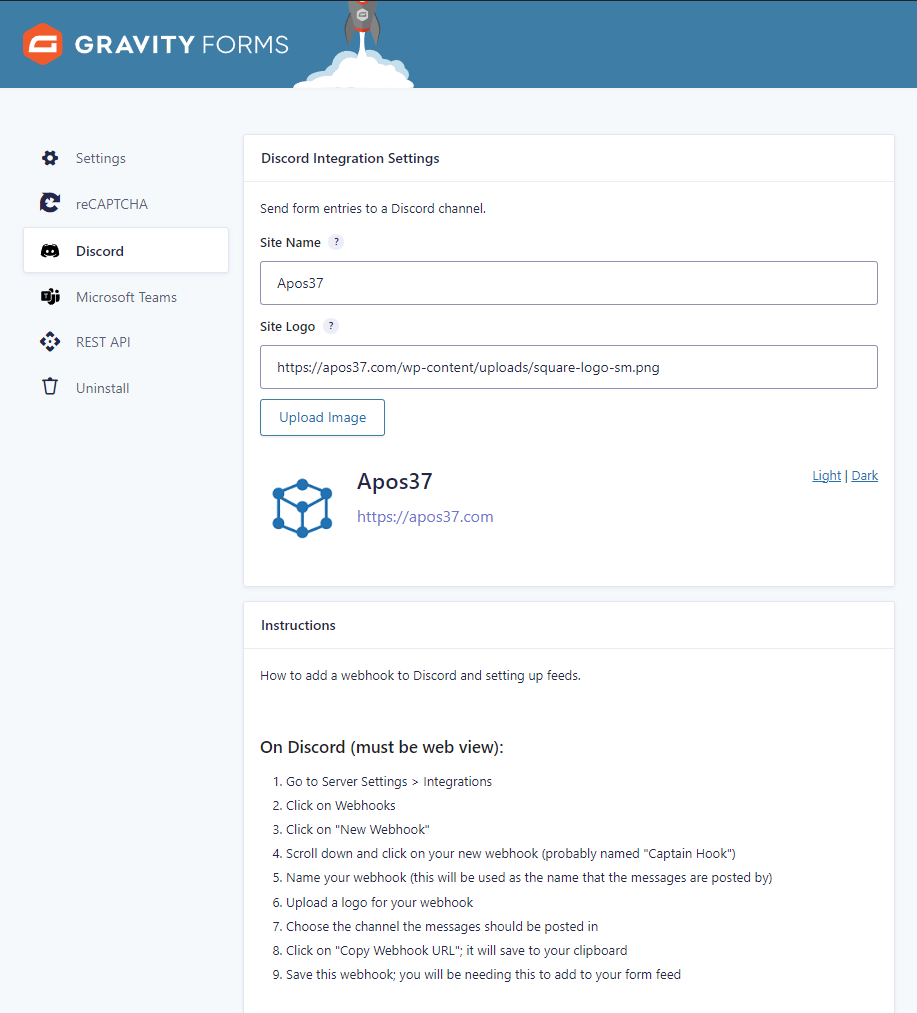 GRAVITY FORMS
Settings
reCAPTCHA
Discord
Microsoft Teams
REST API
Uninstall
Discord Integration Settings
Send form entries to a Discord channel.
Site Name ?
Apos37
Site Logo ?
https://apos37.com/wp-content/uploads/square-logo-sm.png
Upload Image
Apos37
Light | Dark
https://apos37.com
Instructions
How to add a webhook to Discord and setting up feeds.
On Discord (must be web view):
1. Go to Server Settings > Integrations
2. Click on Webhooks
3. Click on "New Webhook"
4. Scroll down and click on your new webhook (probably named "Captain Hook")
5. Name your webhook (this will be used as the name that the messages are posted by)
6. Upload a logo for your webhook
7. Choose the channel the messages should be posted in
8. Click on "Copy Webhook URL"; it will save to your clipboard
9. Save this webhook; you will be needing this to add to your form feed